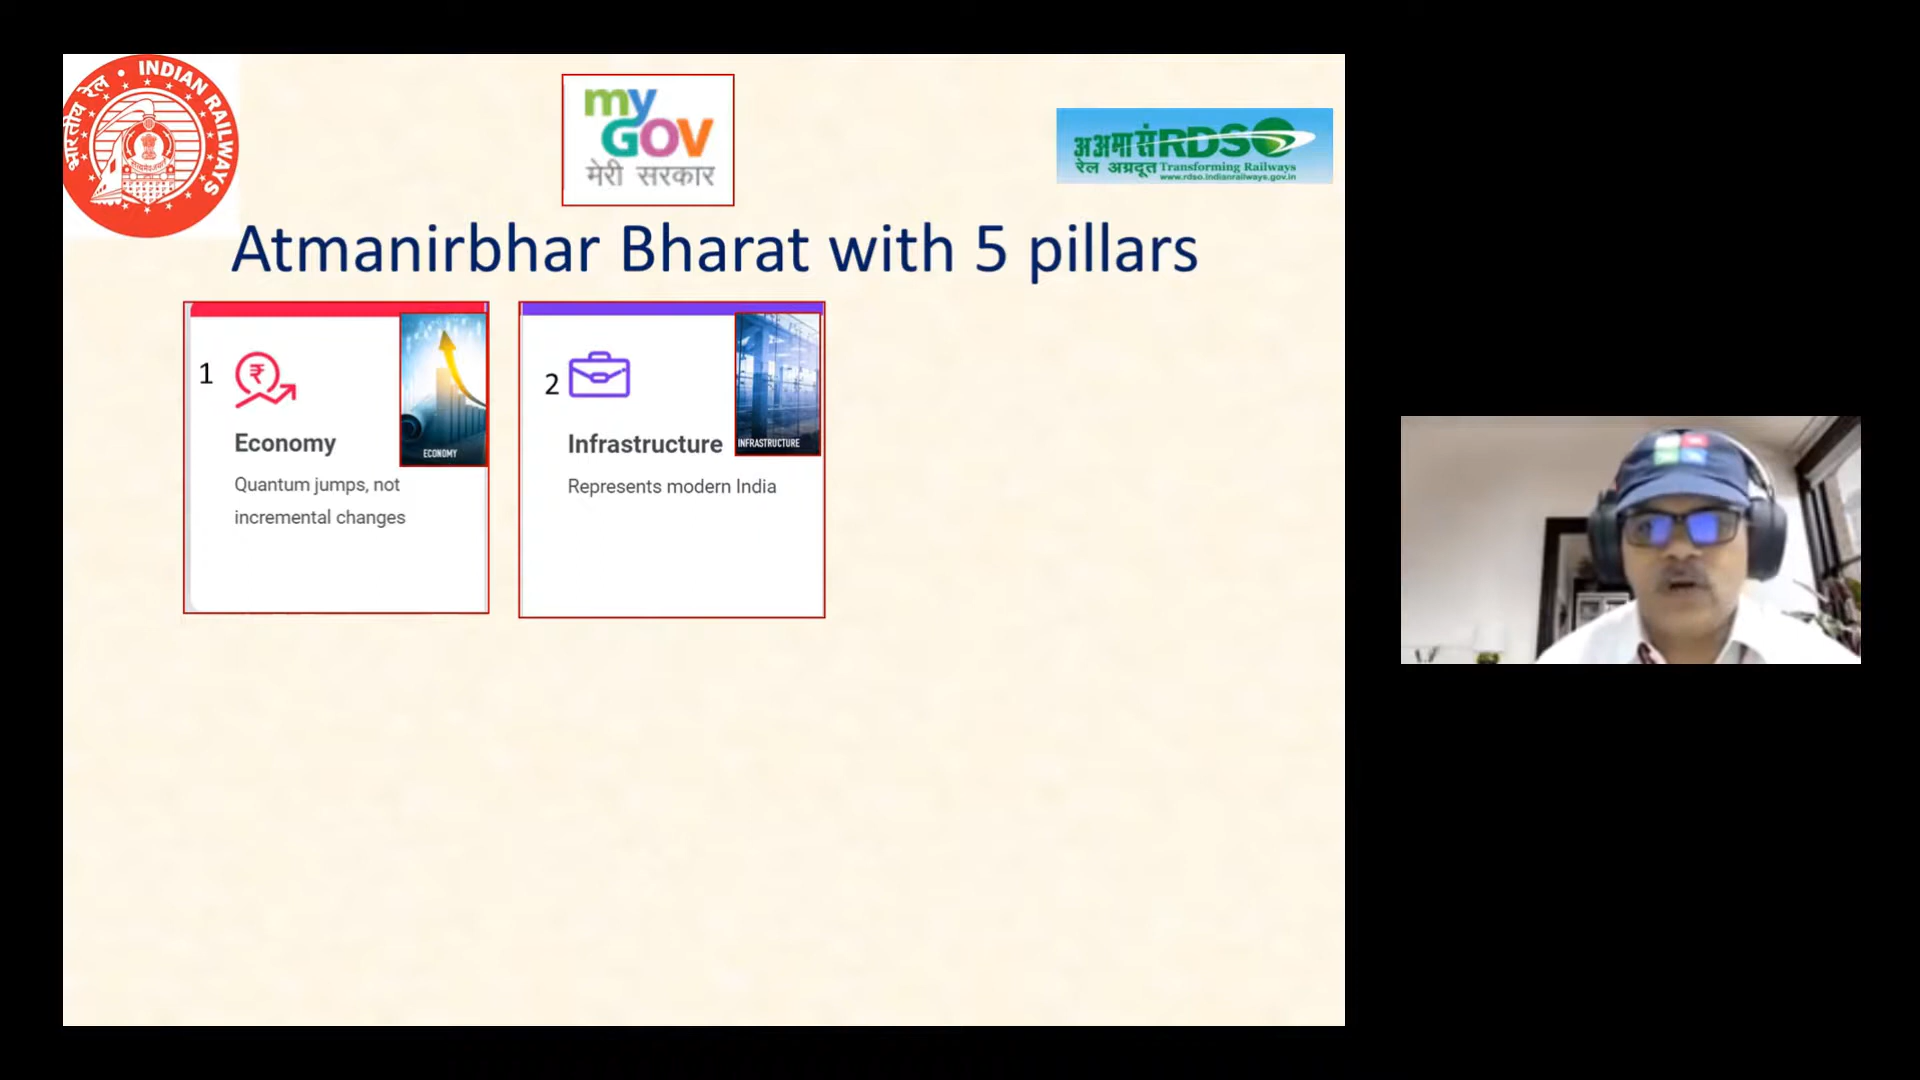 भारतीय रेल • INDIAN RAILWAYS
my
GOV
मेरी सरकार
अ अ मा सं RDSO
रेल अग्रदूत Transforming Railways
www.rdso.indianrailways.gov.in
Atmanirbhar Bharat with 5 pillars
1
₹
Economy
Quantum jumps, not
incremental changes
ECONOMY
2
Infrastructure
Represents modern India
INFRASTRUCTURE